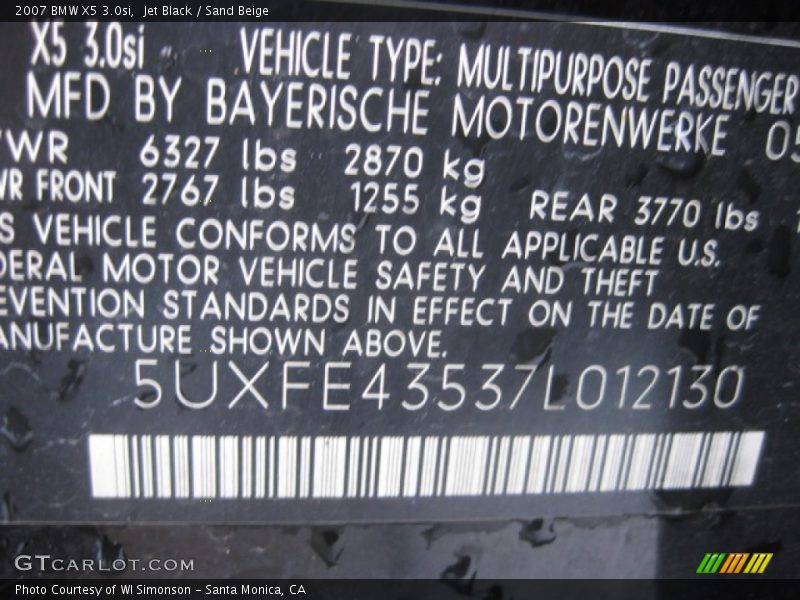 2007 BMW X5 3.0si, Jet Black / Sand Beige
X5 3.0si VEHICLE TYPE: MULTIPURPOSE PASSENGER
MFD BY BAYERISCHE MOTORENWERKE 05
VWR 6327 lbs 2870 kg
WR FRONT 2767 lbs 1255 kg REAR 3770 lbs
S VEHICLE CONFORMS TO ALL APPLICABLE U.S.
DERAL MOTOR VEHICLE SAFETY AND THEFT
EVENTION STANDARDS IN EFFECT ON THE DATE OF
ANUFACTURE SHOWN ABOVE.
5UXFE43537L012130
GTCARLOT.COM
Photo Courtesy of WI Simonson - Santa Monica, CA